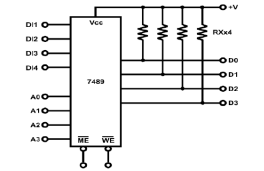 +V
Vcc
DI1
DI2
DI3
DI4
RXx4
7489
D0
D1
D2
D3
A0
A1
A2
A3
ME
WE